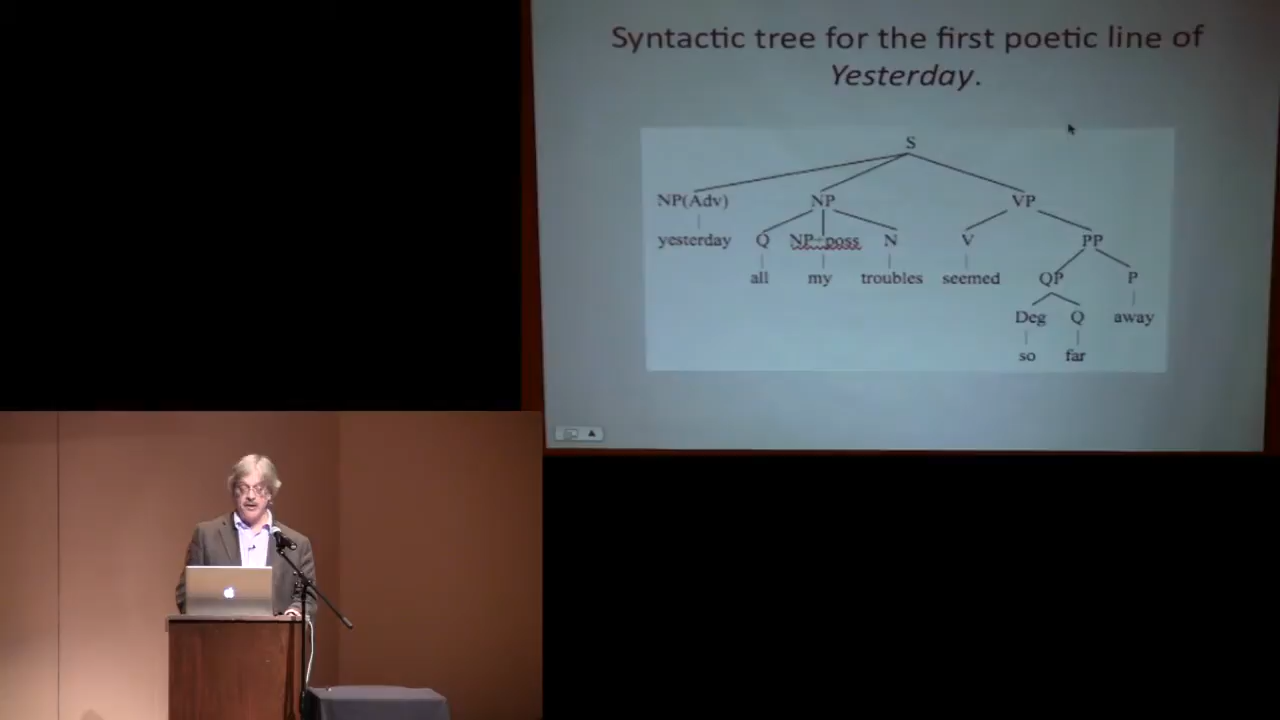 Syntactic tree for the first poetic line of
Yesterday.
S
NP(Adv) NP VP
yesterday Q NP+poss N V PP
all my troubles seemed QP P
Deg Q away
so far